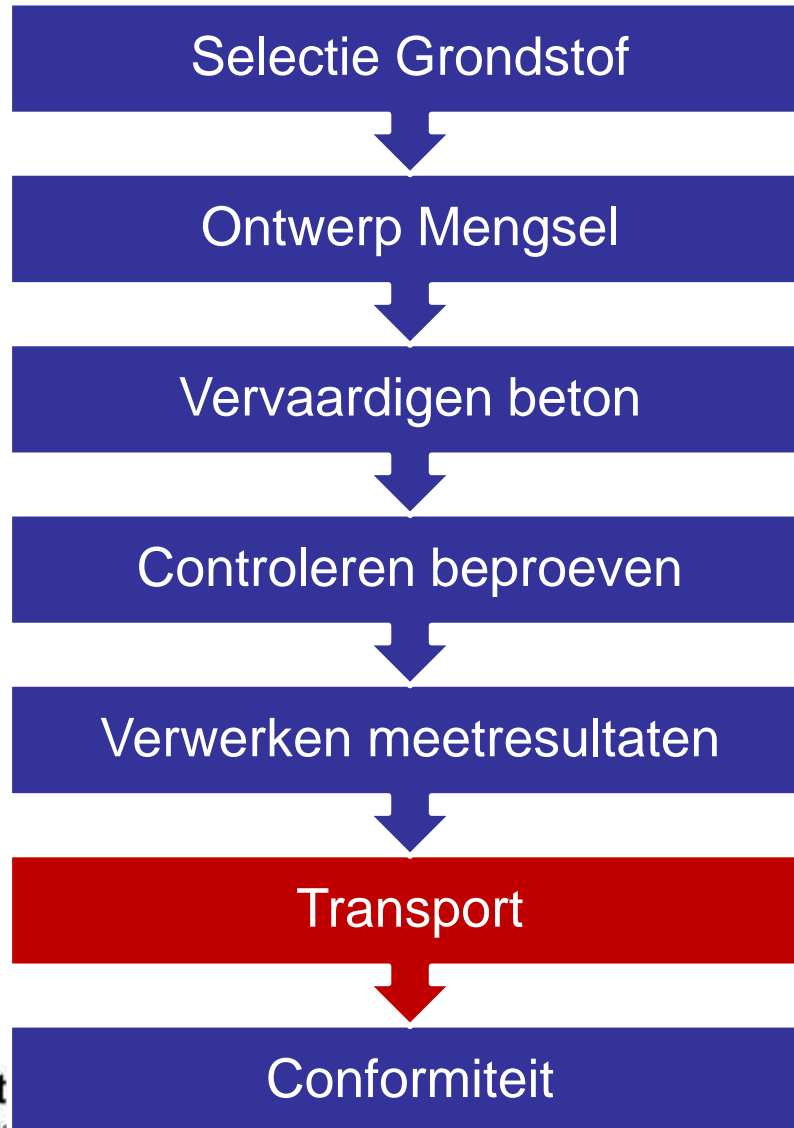 Selectie Grondstof
Ontwerp Mengsel
Vervaardigen beton
Controleren beproeven
Verwerken meetresultaten
Transport
Conformiteit